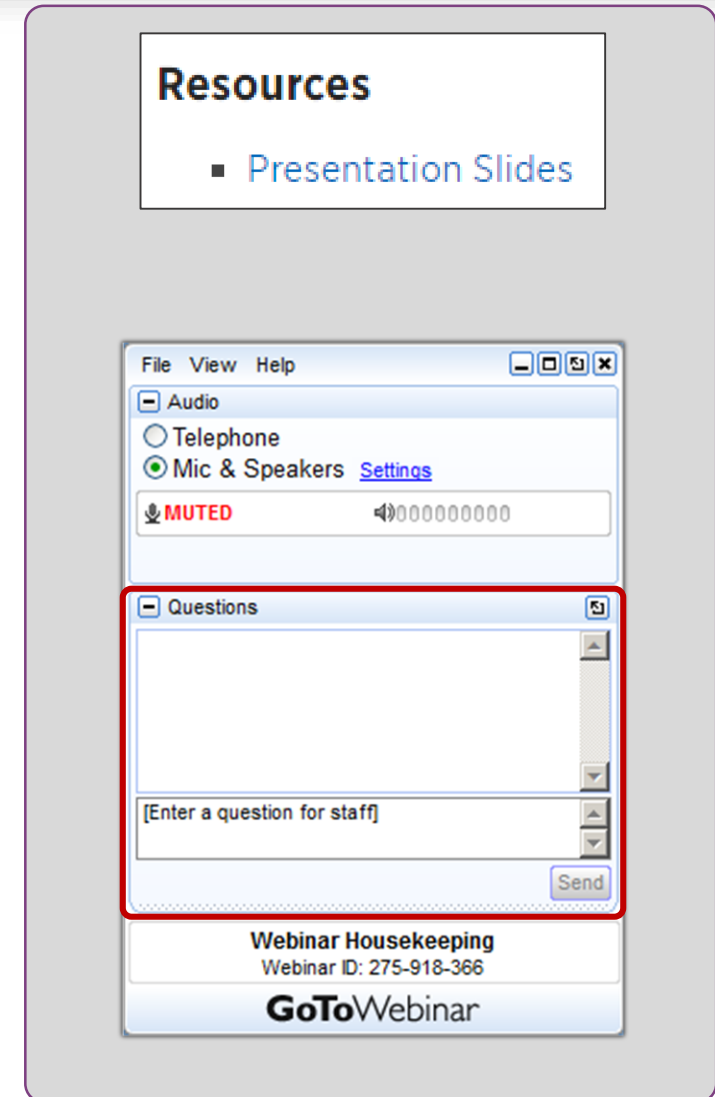 Resources
Presentation Slides
File View Help
Audio
Telephone
Mic & Speakers Settings
MUTED 000000000
Questions
[Enter a question for staff]
Send
Webinar Housekeeping
Webinar ID: 275-918-366
GoToWebinar